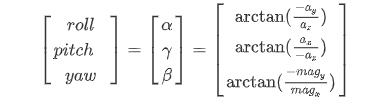 [ roll pitch yaw ] = [ α γ β ] = [ arctan(-a_y / a_z) arctan(a_x / -a_z) arctan(-mag_y / mag_x) ]